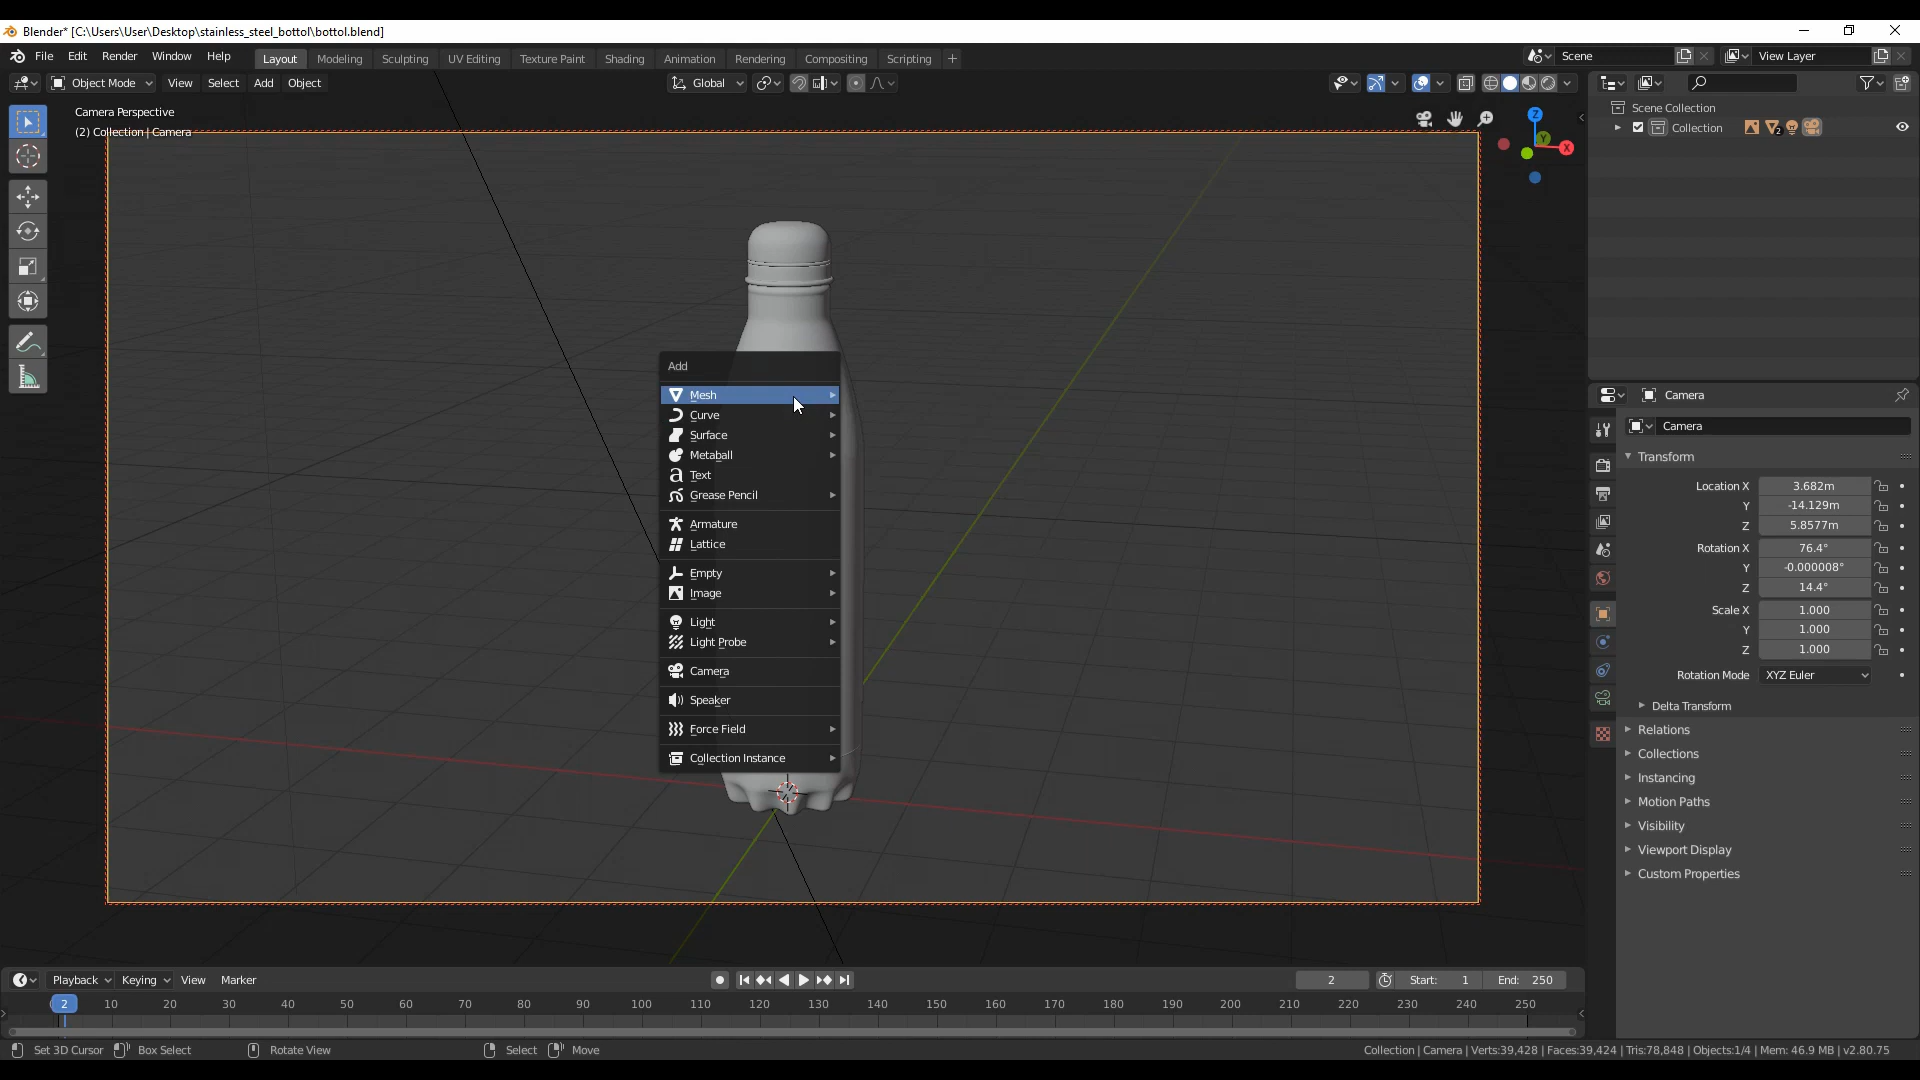 Blender* [C:\Users\User\Desktop\stainless_steel_bottol\bottol.blend]
File Edit Render Window Help Layout Modeling Sculpting UV Editing Texture Paint Shading Animation Rendering Compositing Scripting + Scene View Layer
Object Mode View Select Add Object Global
Camera Perspective
(2) Collection | Camera
Z
Y
X
Scene Collection
Collection
2
Add
Mesh
Curve
Surface
Metaball
Text
Grease Pencil
Armature
Lattice
Empty
Image
Light
Light Probe
Camera
Speaker
Force Field
Collection Instance
Camera
Camera
Transform
Location X 3.682m
Y -14.129m
Z 5.8577m
Rotation X 76.4°
Y -0.000008°
Z 14.4°
Scale X 1.000
Y 1.000
Z 1.000
Rotation Mode XYZ Euler
Delta Transform
Relations
Collections
Instancing
Motion Paths
Visibility
Viewport Display
Custom Properties
Playback Keying View Marker 2 Start: 1 End: 250
2 10 20 30 40 50 60 70 80 90 100 110 120 130 140 150 160 170 180 190 200 210 220 230 240 250
Set 3D Cursor Box Select Rotate View Select Move Collection | Camera | Verts:39,428 | Faces:39,424 | Tris:78,848 | Objects:1/4 | Mem: 46.9 MB | v2.80.75